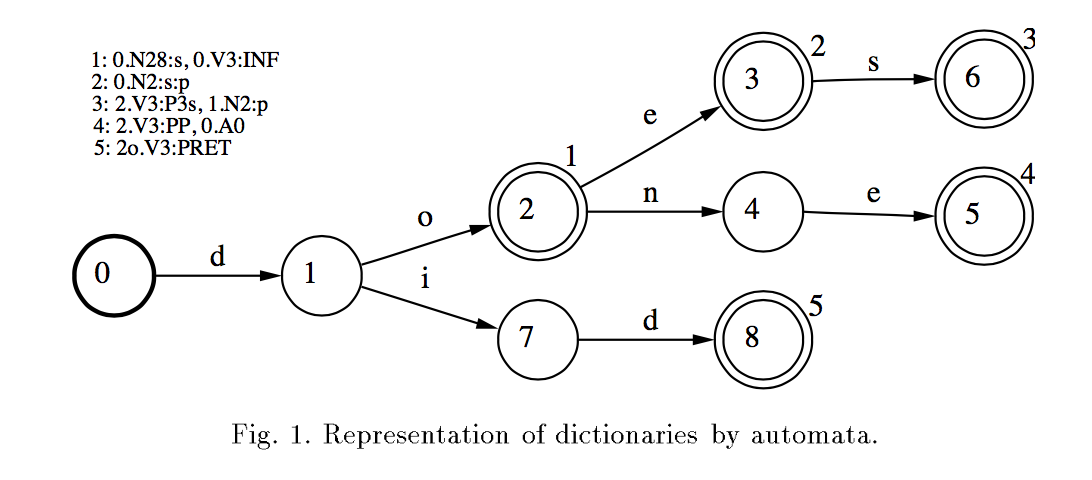 1: 0.N28:s, 0.V3:INF
2: 0.N2:s:p
3: 2.V3:P3s, 1.N2:p
4: 2.V3:PP, 0.A0
5: 2o.V3:PRET
2
3
3
s
6
e
1
4
2
o
n
4
e
5
0
d
1
i
7
d
8
5
Fig. 1. Representation of dictionaries by automata.